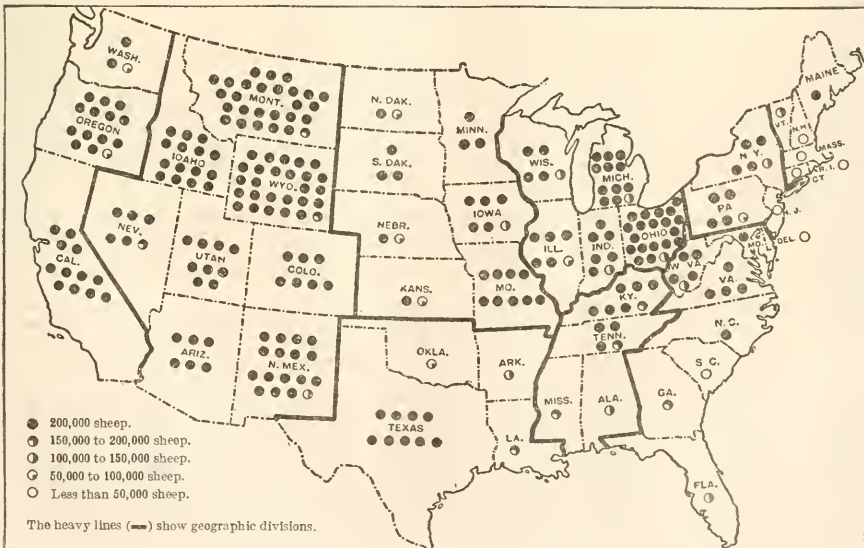 WASH.
MONT.
N. DAK.
MINN.
MAINE
OREGON
IDAHO
S. DAK.
WIS.
MICH.
N.Y.
VT.
N.H.
MASS.
R.I.
CT
WYO.
IOWA
PA
N.J.
NEV.
NEBR.
ILL.
IND.
OHIO
MD.
DEL.
UTAH
COLO.
W VA.
VA.
CAL.
KANS.
MO.
KY.
N.C.
TENN.
ARIZ.
N. MEX.
OKLA.
ARK.
S.C.
MISS.
ALA.
GA.
TEXAS
LA.
FLA.
200,000 sheep.
150,000 to 200,000 sheep.
100,000 to 150,000 sheep.
50,000 to 100,000 sheep.
Less than 50,000 sheep.
The heavy lines (▬) show geographic divisions.